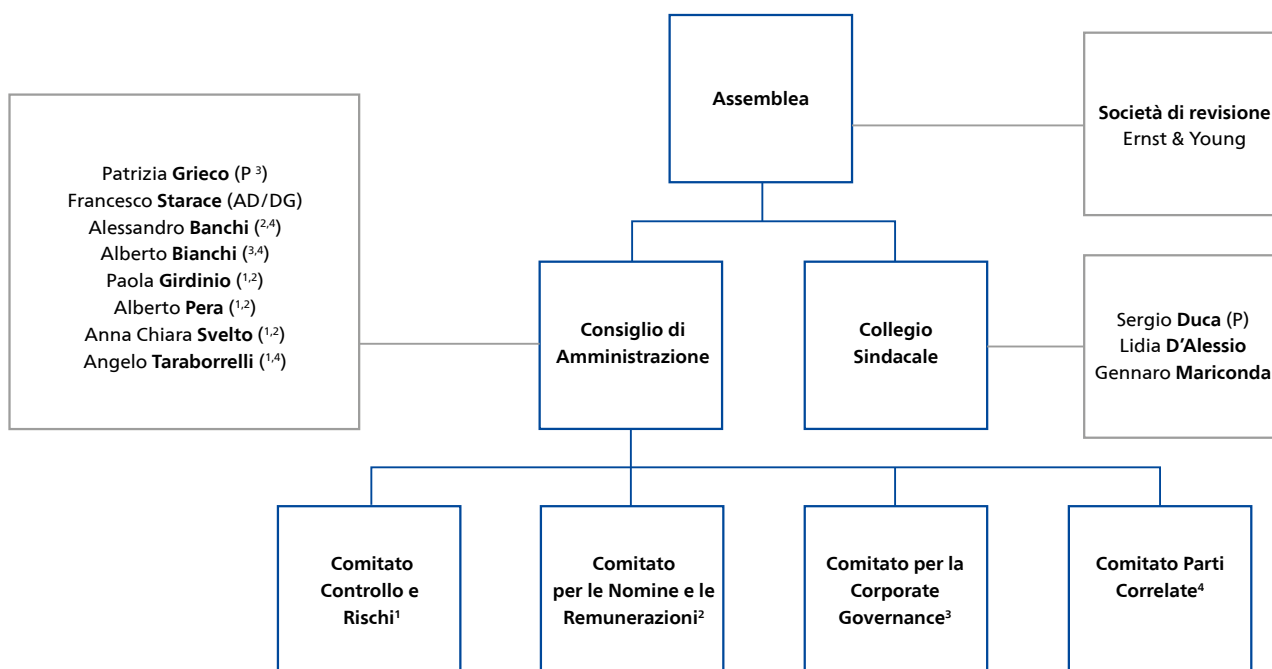 Assemblea
Società di revisione
Ernst & Young
Patrizia Grieco (P ³)
Francesco Starace (AD/DG)
Alessandro Banchi (²,⁴)
Alberto Bianchi (³,⁴)
Paola Girdinio (¹,²)
Alberto Pera (¹,²)
Anna Chiara Svelto (¹,²)
Angelo Taraborrelli (¹,⁴)
Consiglio di
Amministrazione
Collegio
Sindacale
Sergio Duca (P)
Lidia D’Alessio
Gennaro Mariconda
Comitato
Controllo e
Rischi¹
Comitato
per le Nomine e le
Remunerazioni²
Comitato per la
Corporate
Governance³
Comitato Parti
Correlate⁴